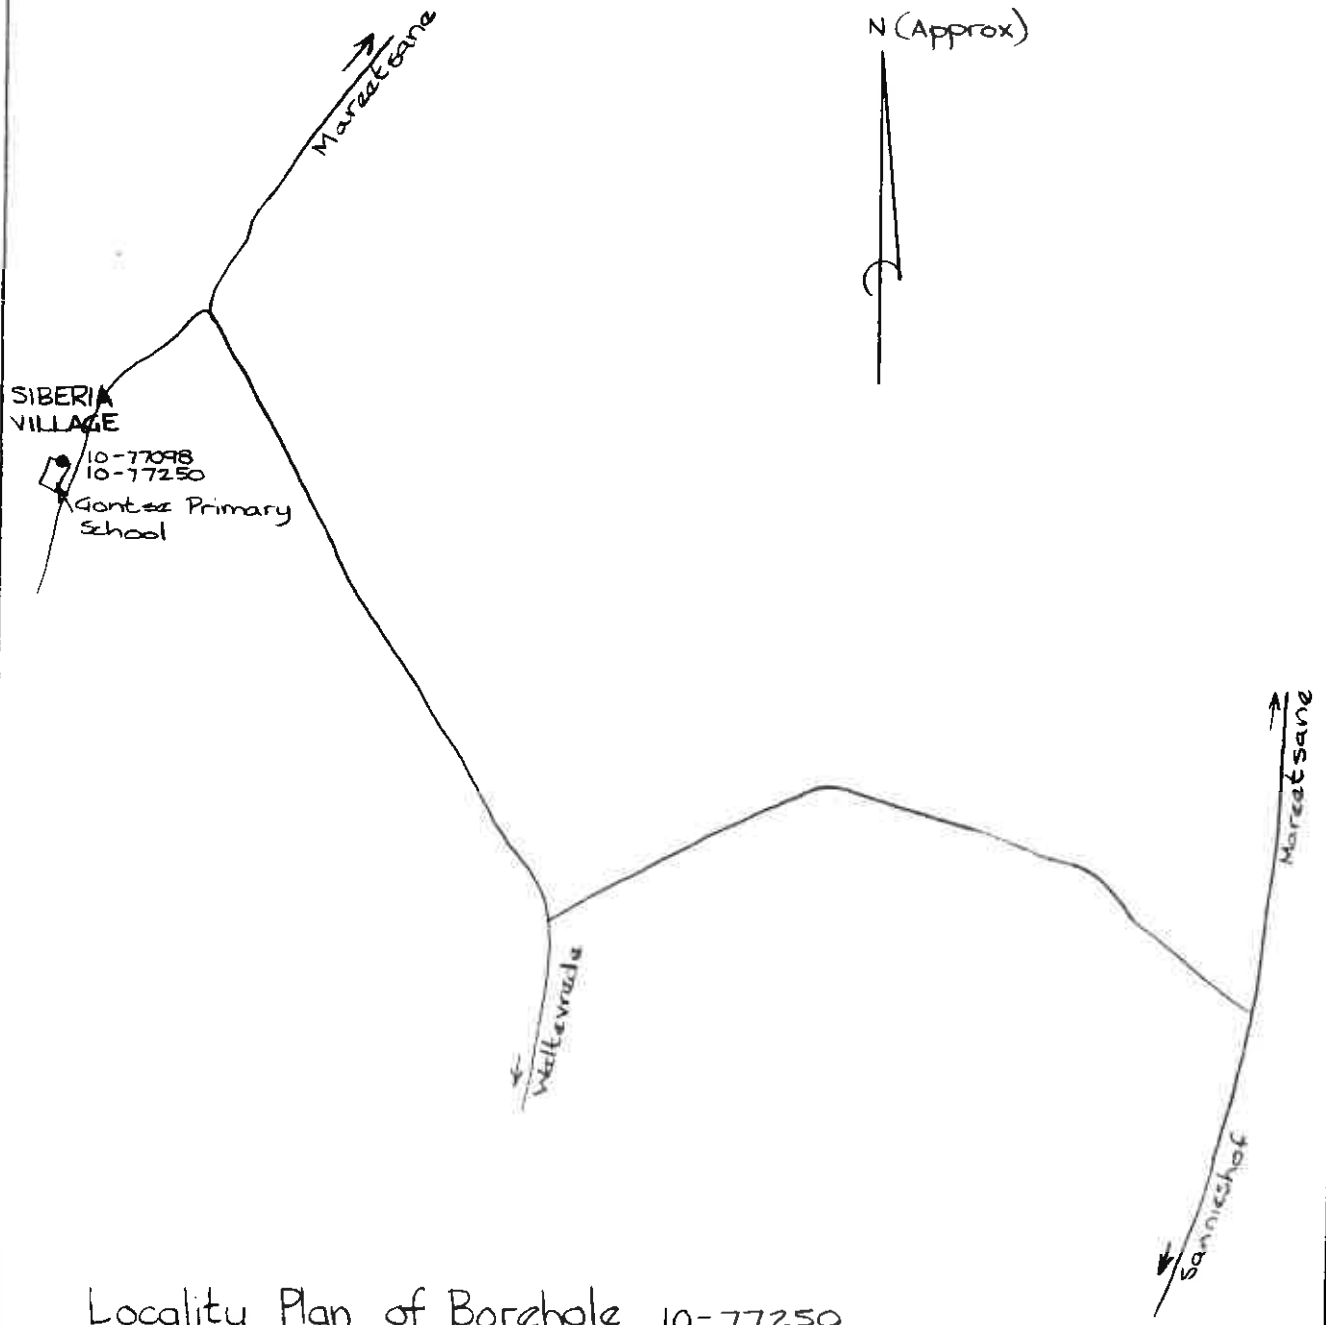 N (Approx)
Mareetsane
SIBERIA
VILLAGE
10-77098
10-77250
Gontse Primary
School
Mareetsane
Weltevrede
Sannieshof
Locality Plan of Borehole 10-77250